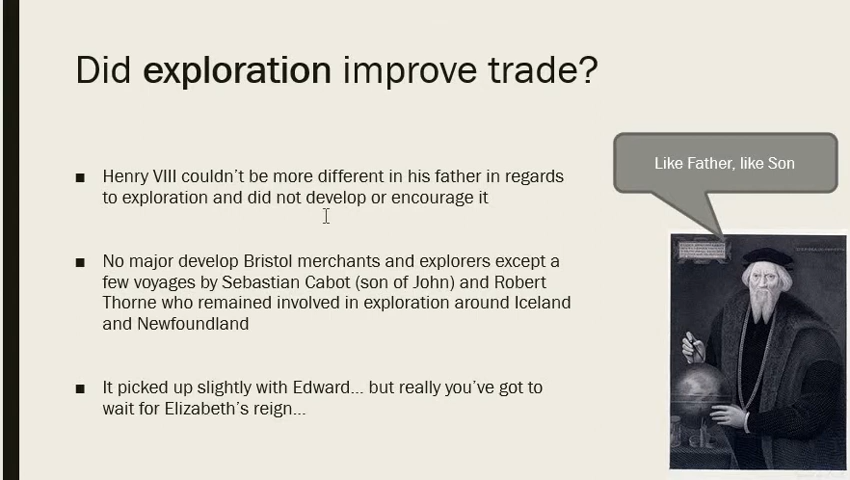 Did exploration improve trade?
Like Father, like Son
■ Henry VIII couldn't be more different in his father in regards
to exploration and did not develop or encourage it
■ No major develop Bristol merchants and explorers except a
few voyages by Sebastian Cabot (son of John) and Robert
Thorne who remained involved in exploration around Iceland
and Newfoundland
■ It picked up slightly with Edward... but really you've got to
wait for Elizabeth's reign...